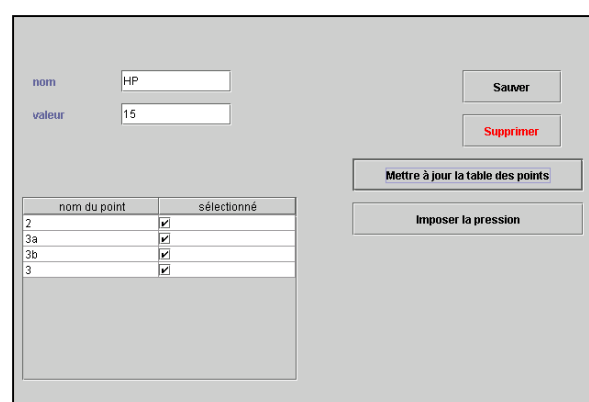 nom HP
Sauver
valeur 15
Supprimer
Mettre à jour la table des points
nom du point sélectionné
Imposer la pression
2
3a
3b
3